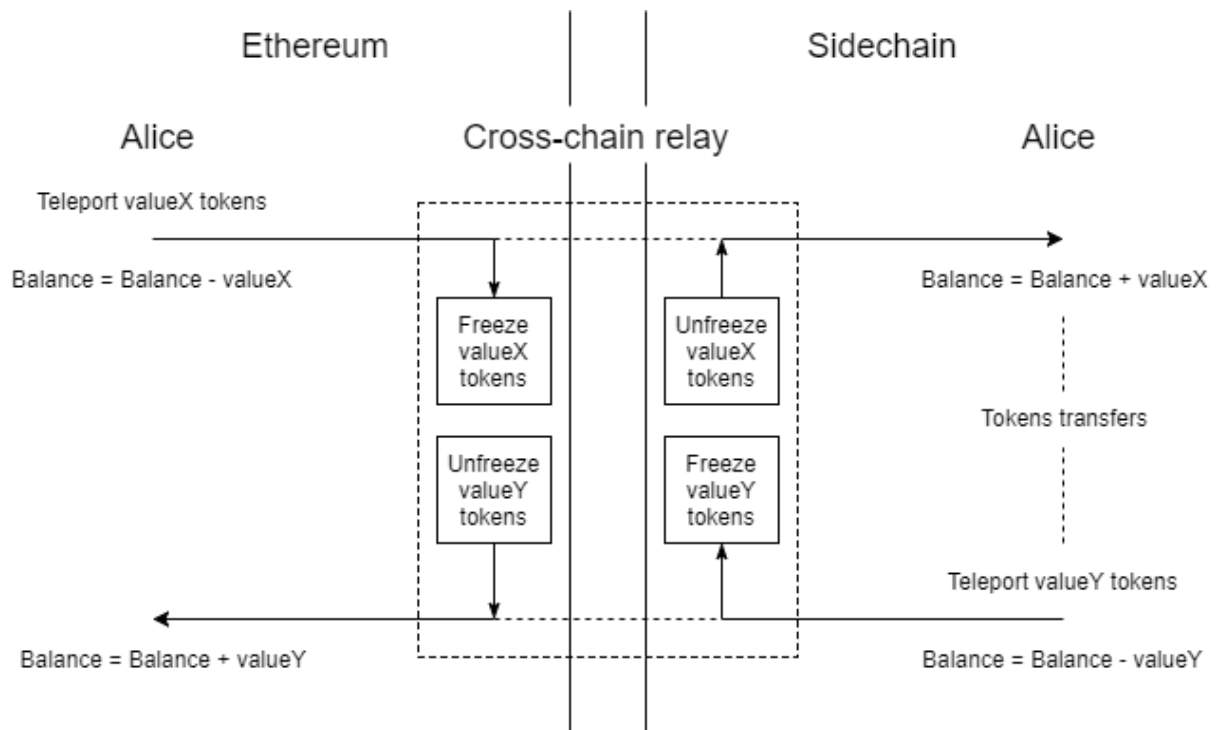 Ethereum
Sidechain
Alice
Cross-chain relay
Alice
Teleport valueX tokens
Balance = Balance - valueX
Balance = Balance + valueX
Freeze
valueX
tokens
Unfreeze
valueX
tokens
Tokens transfers
Unfreeze
valueY
tokens
Freeze
valueY
tokens
Teleport valueY tokens
Balance = Balance + valueY
Balance = Balance - valueY